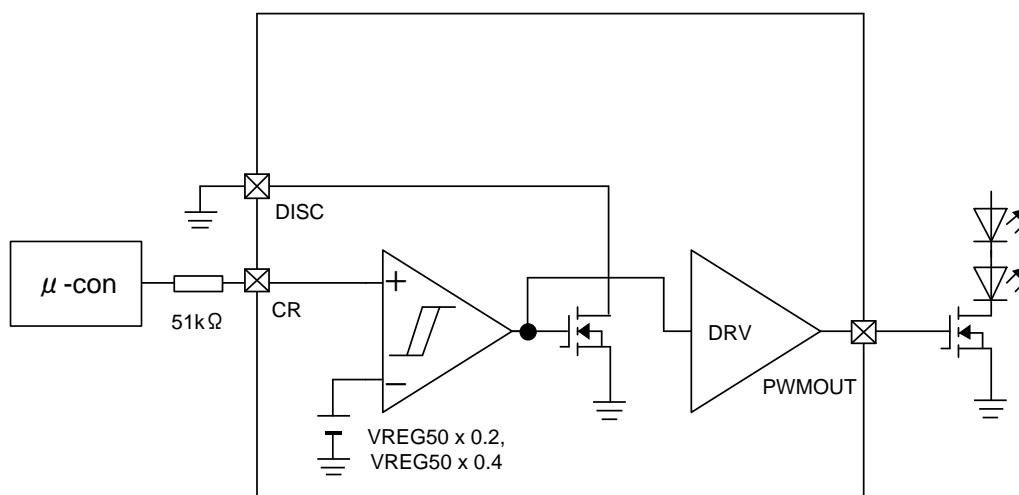 DISC
μ-con
51kΩ
CR
+
−
DRV
PWMOUT
VREG50 x 0.2,
VREG50 x 0.4